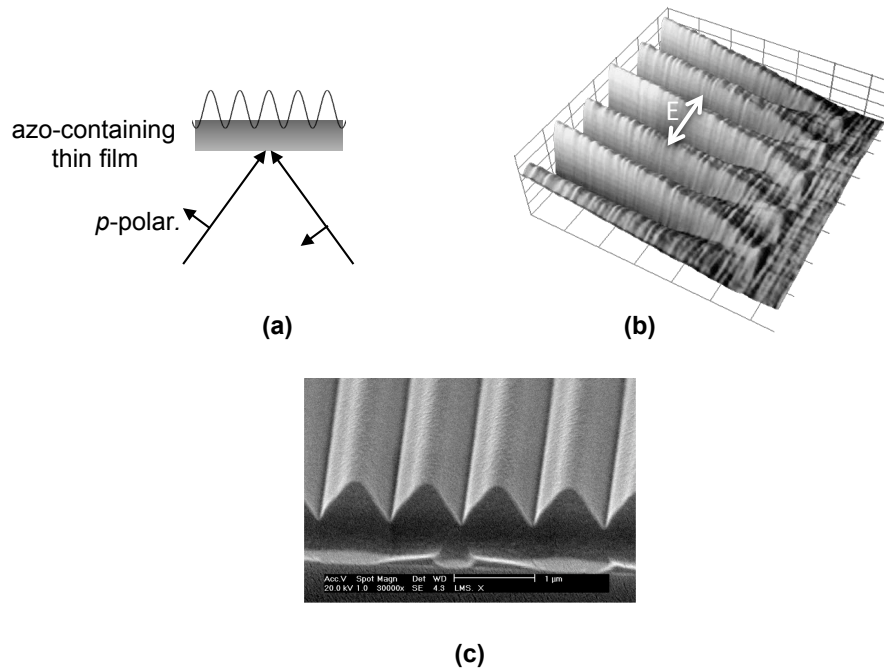 azo-containing
thin film
p-polar.
(a)
E
(b)
Acc.V Spot Magn Det WD 1 µm
20.0 kV 1.0 30000x SE 4.3 LMS. X
(c)